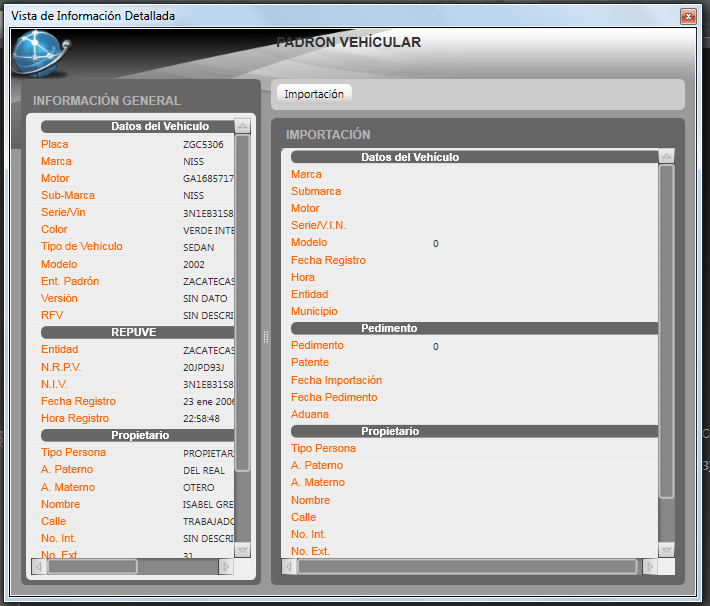 Vista de Información Detallada
PADRON VEHÍCULAR
INFORMACIÓN GENERAL
Datos del Vehiculo
Placa ZGC5306
Marca NISS
Motor GA1685717
Sub-Marca NISS
Serie/Vin 3N1EB31S8
Color VERDE INTE
Tipo de Vehículo SEDAN
Modelo 2002
Ent. Padrón ZACATECAS
Versión SIN DATO
RFV SIN DESCRI
REPUVE
Entidad ZACATECAS
N.R.P.V. 20JPD93J
N.I.V. 3N1EB31S8
Fecha Registro 23 ene 2006
Hora Registro 22:58:48
Propietario
Tipo Persona PROPIETAR
A. Paterno DEL REAL
A. Materno OTERO
Nombre ISABEL GRE
Calle TRABAJADO
No. Int. SIN DESCRI
No. Ext. 31
Importación
IMPORTACIÓN
Datos del Vehículo
Marca
Submarca
Motor
Serie/V.I.N.
Modelo 0
Fecha Registro
Hora
Entidad
Municipio
Pedimento
Pedimento 0
Patente
Fecha Importación
Fecha Pedimento
Aduana
Propietario
Tipo Persona
A. Paterno
A. Materno
Nombre
Calle
No. Int.
No. Ext.